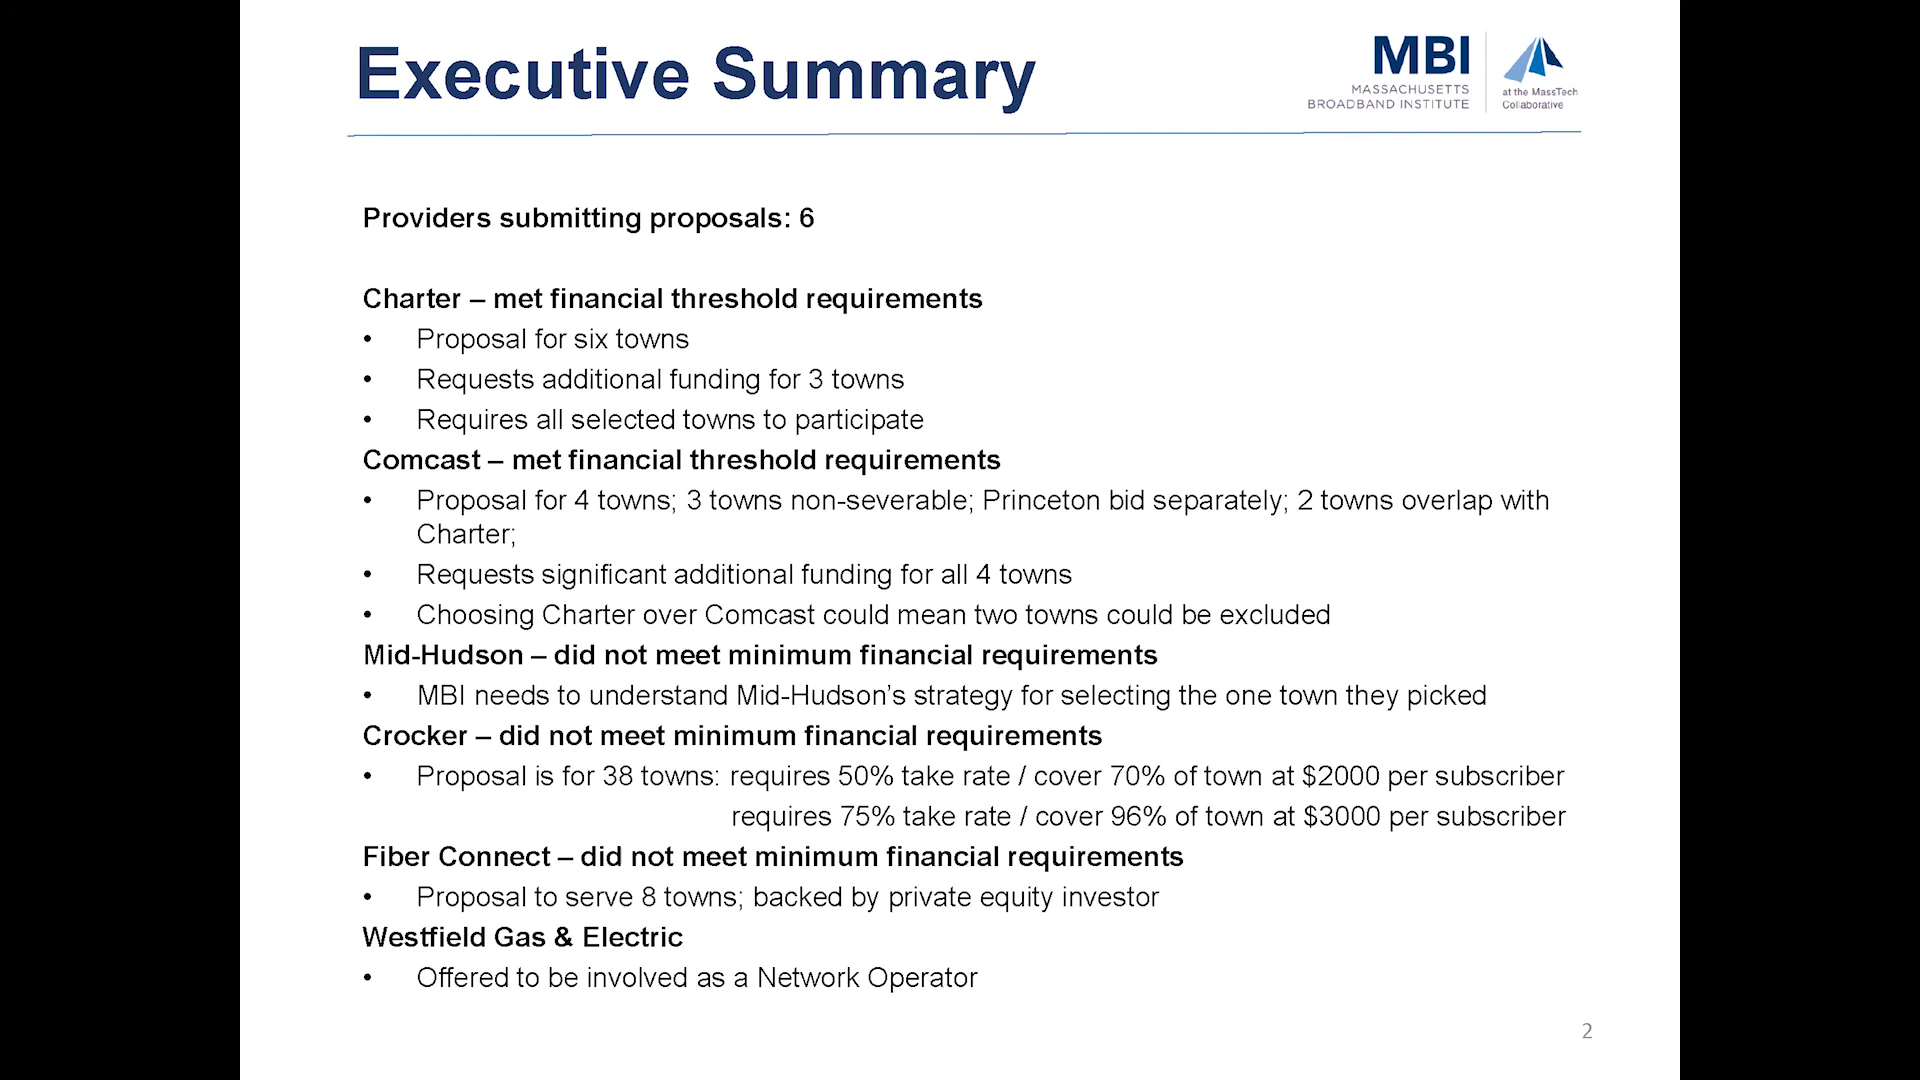 Executive Summary
MBI
MASSACHUSETTS
BROADBAND INSTITUTE
at the MassTech
Collaborative
Providers submitting proposals: 6
Charter – met financial threshold requirements
• Proposal for six towns
• Requests additional funding for 3 towns
• Requires all selected towns to participate
Comcast – met financial threshold requirements
• Proposal for 4 towns; 3 towns non-severable; Princeton bid separately; 2 towns overlap with
Charter;
• Requests significant additional funding for all 4 towns
• Choosing Charter over Comcast could mean two towns could be excluded
Mid-Hudson – did not meet minimum financial requirements
• MBI needs to understand Mid-Hudson’s strategy for selecting the one town they picked
Crocker – did not meet minimum financial requirements
• Proposal is for 38 towns: requires 50% take rate / cover 70% of town at $2000 per subscriber
requires 75% take rate / cover 96% of town at $3000 per subscriber
Fiber Connect – did not meet minimum financial requirements
• Proposal to serve 8 towns; backed by private equity investor
Westfield Gas & Electric
• Offered to be involved as a Network Operator
2